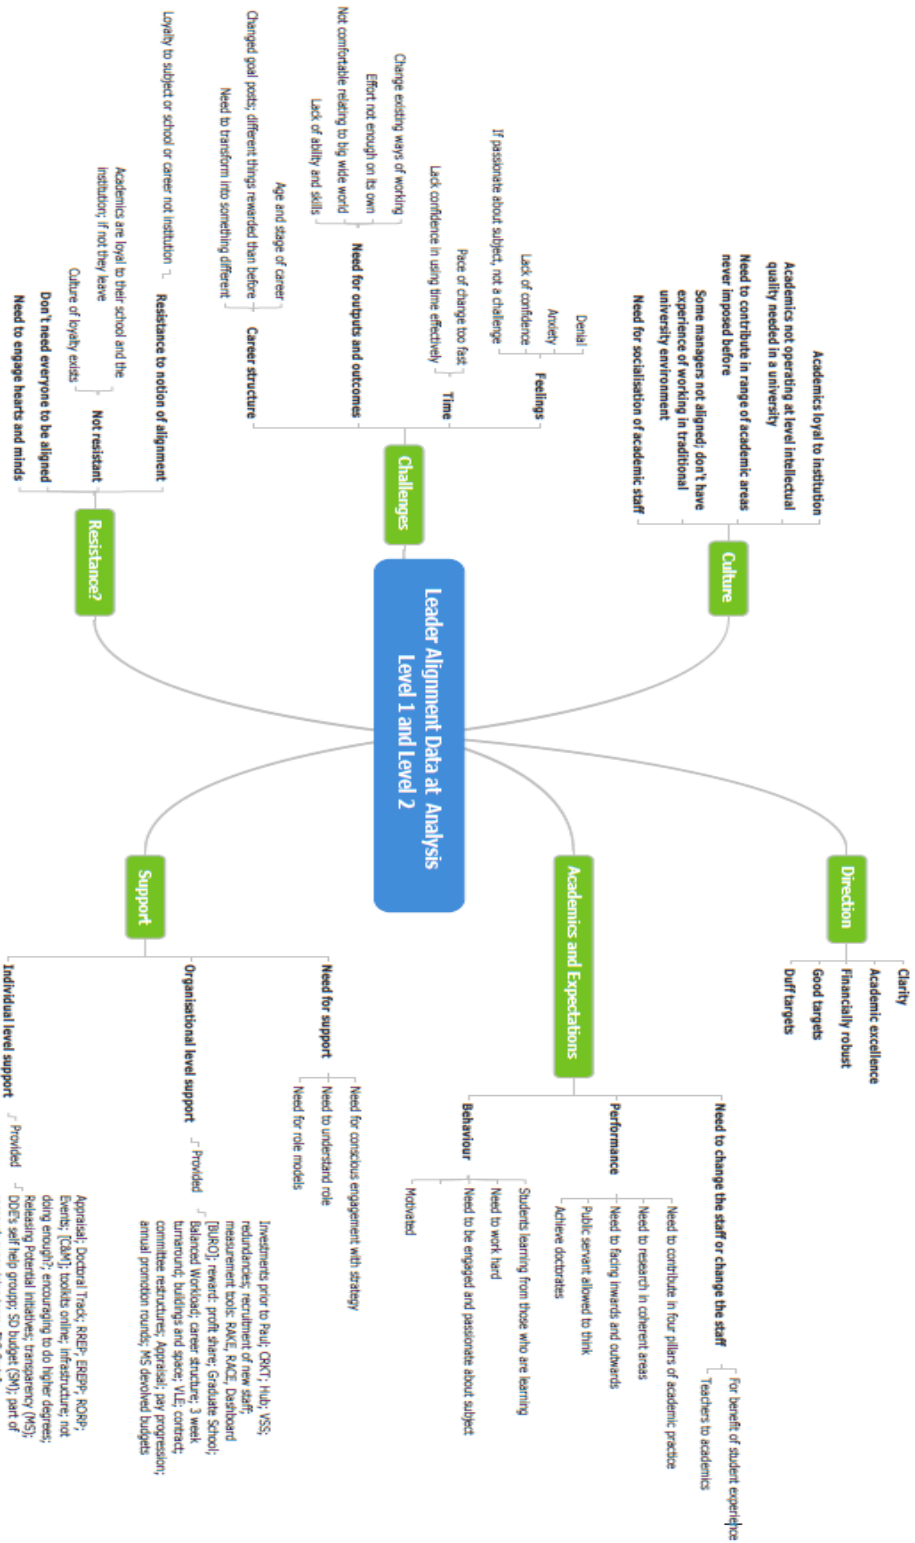 Leader Alignment Data at Analysis
Level 1 and Level 2
Culture
Academics loyal to institution
Academics not operating at level intellectual
quality needed in a university
Need to contribute in range of academic areas
never imposed before
Some managers not aligned; don't have
experience of working in traditional
university environment
Need for socialisation of academic staff
Challenges
Feelings
Denial
Anxiety
Lack of confidence
If passionate about subject, not a challenge
Time
Pace of change too fast
Lack confidence in using time effectively
Need for outputs and outcomes
Change existing ways of working
Effort not enough on its own
Not comfortable relating to big wide world
Lack of ability and skills
Career structure
Age and stage of career
Changed goal posts; different things rewarded than before
Need to transform into something different
Resistance?
Resistance to notion of alignment
Loyalty to subject or school or career not institution
Not resistant
Academics are loyal to their school and the
institution; if not they leave
Culture of loyalty exists
Don't need everyone to be aligned
Need to engage hearts and minds
Direction
Clarity
Academic excellence
Financially robust
Good targets
Duff targets
Academics and Expectations
Need to change the staff or change the staff
For benefit of student experience
Teachers to academics
Performance
Need to contribute in four pillars of academic practice
Need to research in coherent areas
Need to facing inwards and outwards
Public servant allowed to think
Achieve doctorates
Behaviour
Students learning from those who are learning
Need to work hard
Need to be engaged and passionate about subject
Motivated
Support
Need for support
Need for conscious engagement with strategy
Need to understand role
Need for role models
Organisational level support
Provided
Investments prior to Paul; CRKT; Hub; VSS;
redundancies; recruitment of new staff;
measurement tools: RAKE, RACE, Dashboard
[BURO]; reward: profit share; Graduate School;
Balanced Workload; career structure; 3 week
turnaround; buildings and space; VLE; contract;
committee restructures; Appraisal; pay progression;
annual promotion rounds; MS devolved budgets
Individual level support
Provided
Appraisal; Doctoral Track; RREP; EREPP; RORP;
Events; [C&M]; toolkits online; infrastructure; not
doing enough?; encouraging to do higher degrees;
Releasing Potential initiatives; transparency (MS);
DDE's self help groupp; SD budget (SM); part of